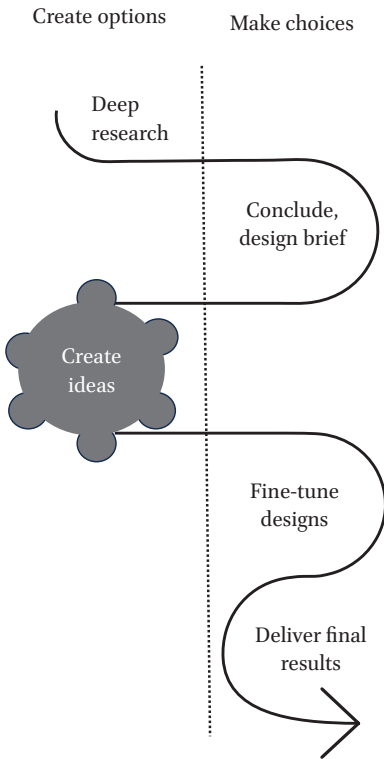 Create options
Make choices
Deep
research
Conclude,
design brief
Create
ideas
Fine-tune
designs
Deliver final
results